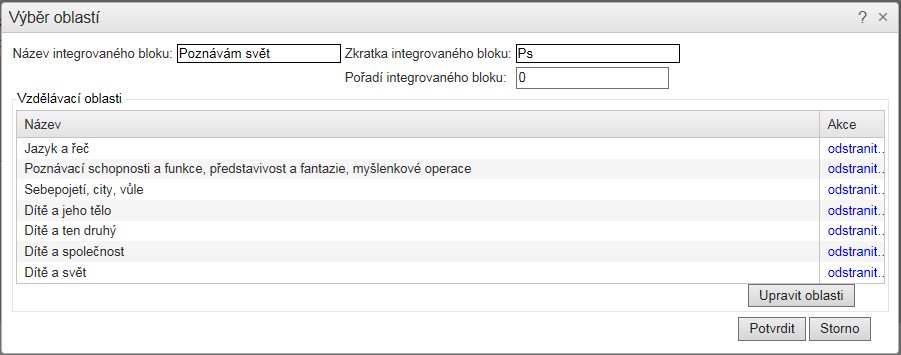 Výběr oblastí ? ×
Název integrovaného bloku: Poznávám svět Zkratka integrovaného bloku: Ps
Pořadí integrovaného bloku: 0
Vzdělávací oblasti
Název Akce
Jazyk a řeč odstranit..
Poznávací schopnosti a funkce, představivost a fantazie, myšlenkové operace odstranit..
Sebepojetí, city, vůle odstranit..
Dítě a jeho tělo odstranit..
Dítě a ten druhý odstranit..
Dítě a společnost odstranit..
Dítě a svět odstranit..
Upravit oblasti
Potvrdit Storno